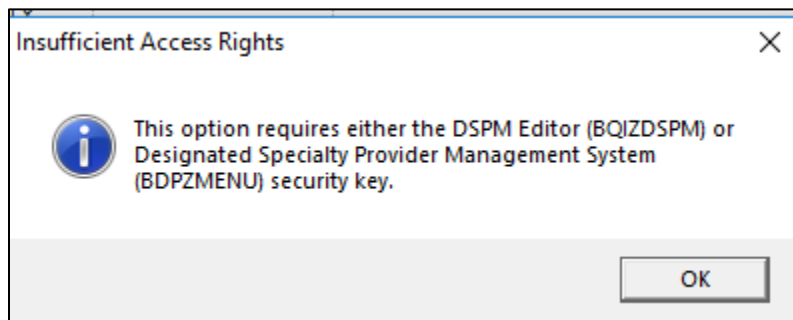 Insufficient Access Rights
This option requires either the DSPM Editor (BQIZDSPM) or
Designated Specialty Provider Management System
(BDPZMENU) security key.
OK